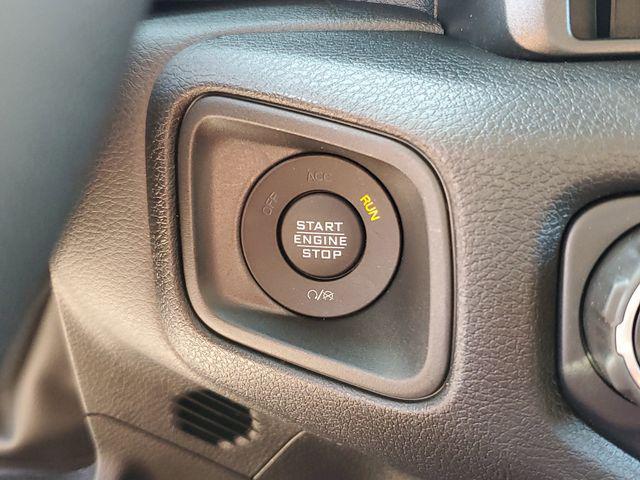 ACC
OFF
RUN
START
ENGINE
STOP